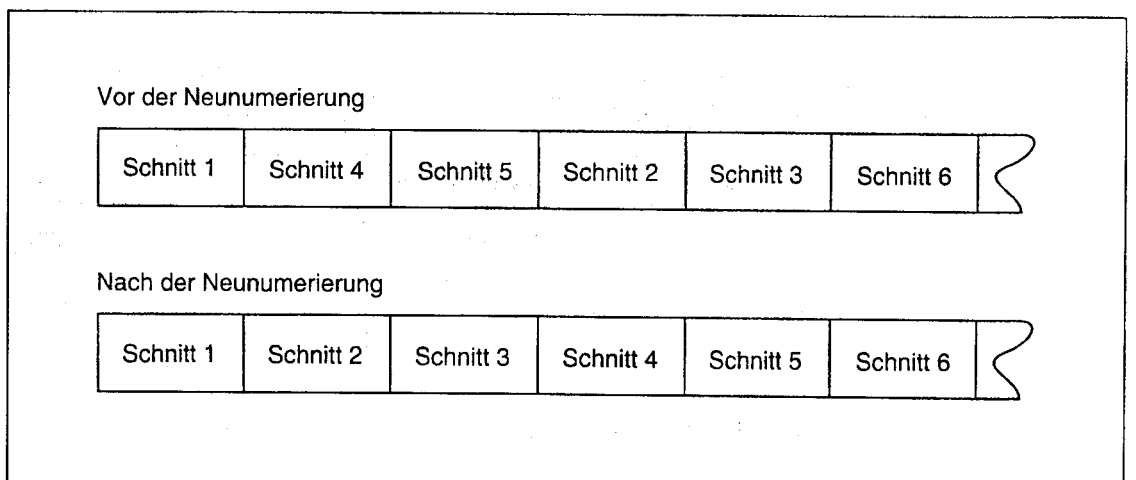 Vor der Neunumerierung
Schnitt 1 Schnitt 4 Schnitt 5 Schnitt 2 Schnitt 3 Schnitt 6
Nach der Neunumerierung
Schnitt 1 Schnitt 2 Schnitt 3 Schnitt 4 Schnitt 5 Schnitt 6